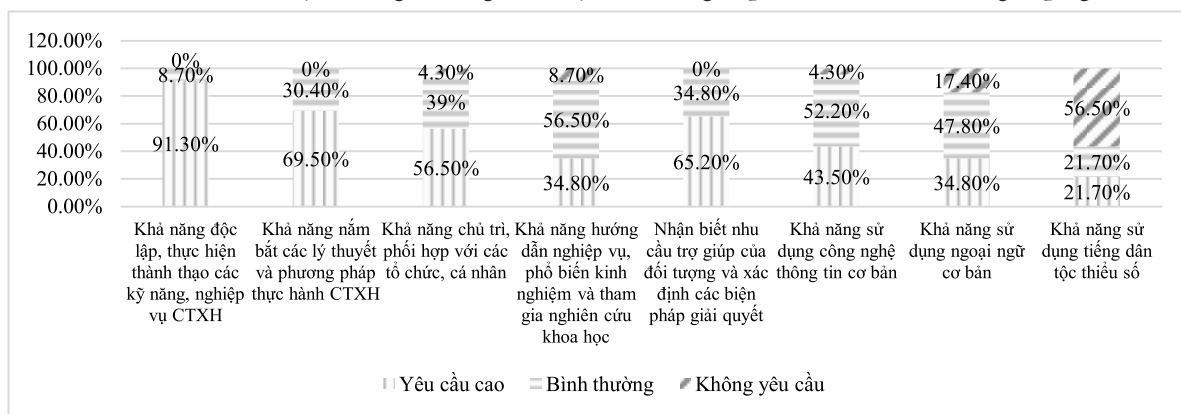 120.00%
100.00%
80.00%
60.00%
40.00%
20.00%
0.00%
0%
8.70%
91.30%
0%
30.40%
69.50%
4.30%
39%
56.50%
8.70%
56.50%
34.80%
0%
34.80%
65.20%
4.30%
52.20%
43.50%
17.40%
47.80%
34.80%
56.50%
21.70%
21.70%
Khả năng độc
lập, thực hiện
thành thạo các
kỹ năng, nghiệp
vụ CTXH
Khả năng nắm
bắt các lý thuyết
và phương pháp
thực hành CTXH
Khả năng chủ trì,
phối hợp với các
tổ chức, cá nhân
Khả năng hướng
dẫn nghiệp vụ,
phổ biến kinh
nghiệm và tham
gia nghiên cứu
khoa học
Nhận biết nhu
cầu trợ giúp của
đối tượng và xác
định các biện
pháp giải quyết
Khả năng sử
dụng công nghệ
thông tin cơ bản
Khả năng sử
dụng ngoại ngữ
cơ bản
Khả năng sử
dụng tiếng dân
tộc thiểu số
Yêu cầu cao
Bình thường
Không yêu cầu